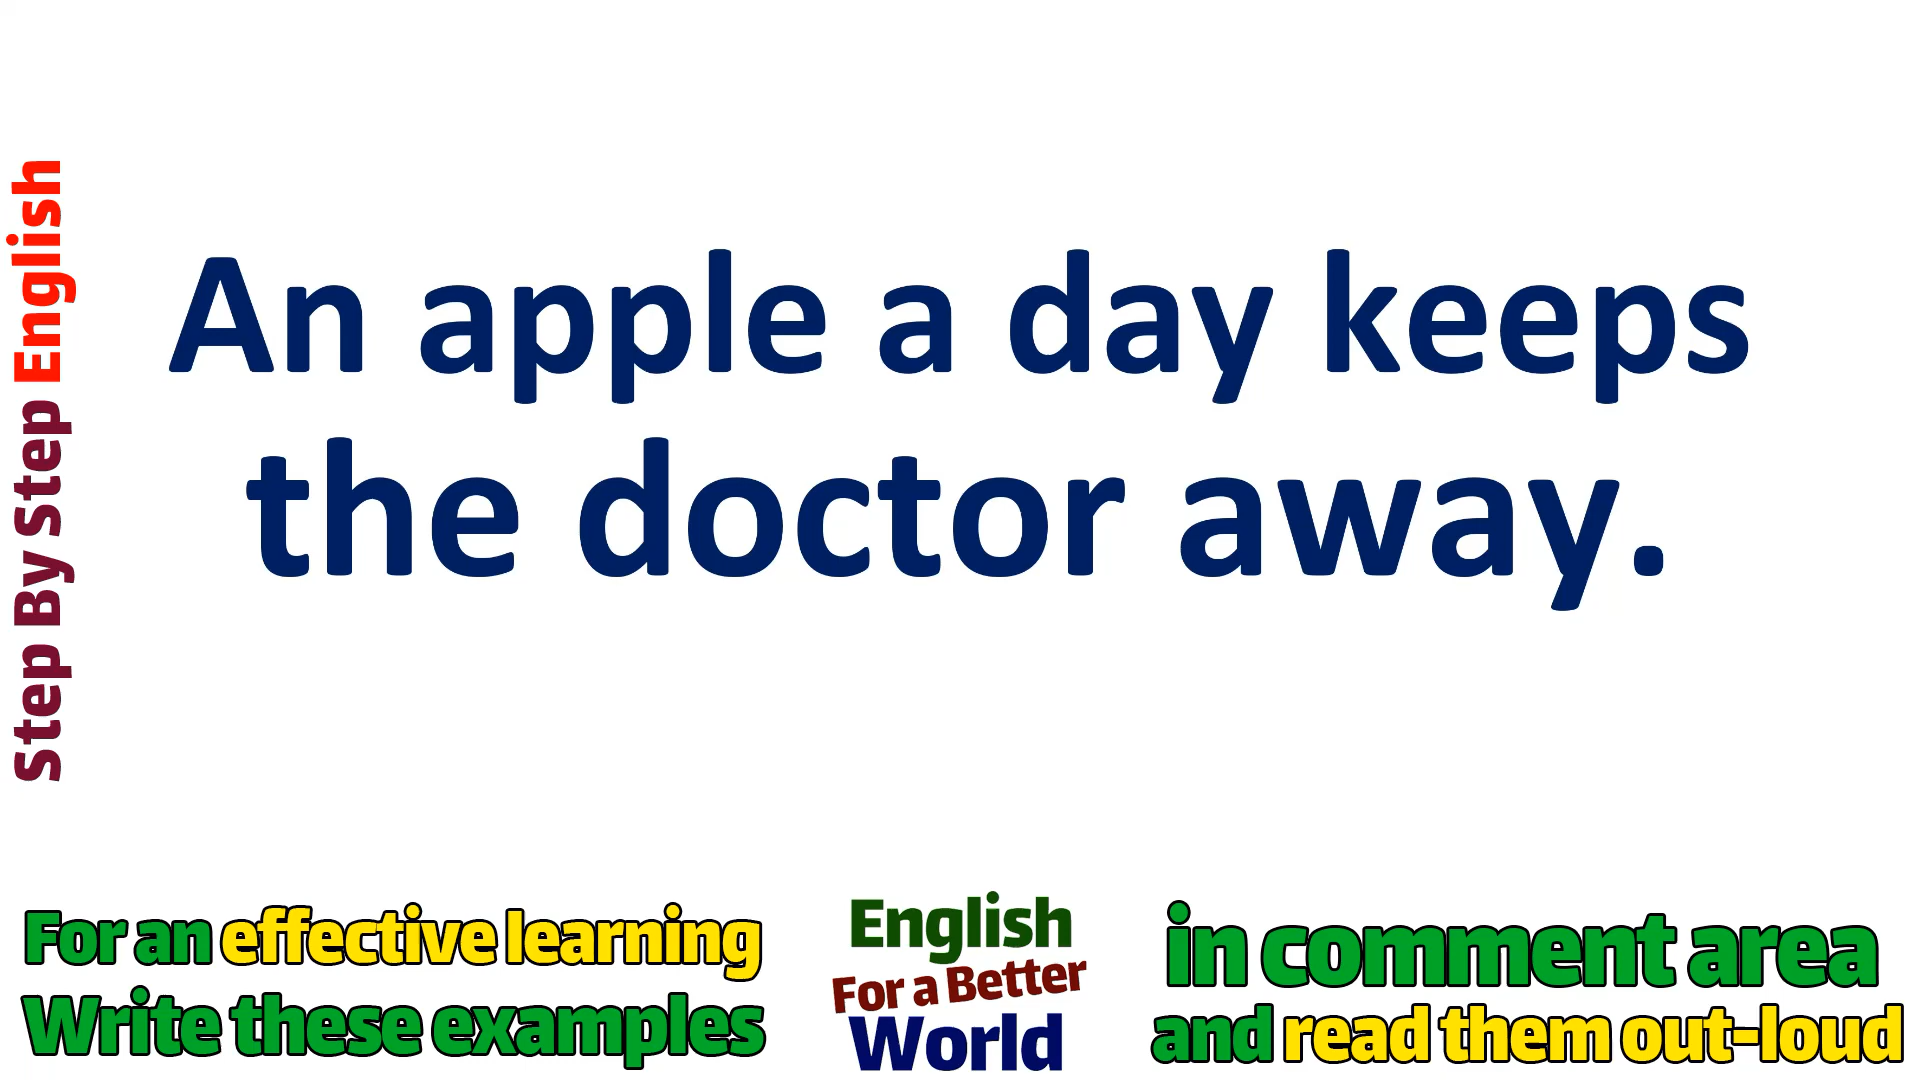 Step By Step English
An apple a day keeps
the doctor away.
For an effective learning
Write these examples
English
For a Better
World
in comment area
and read them out-loud